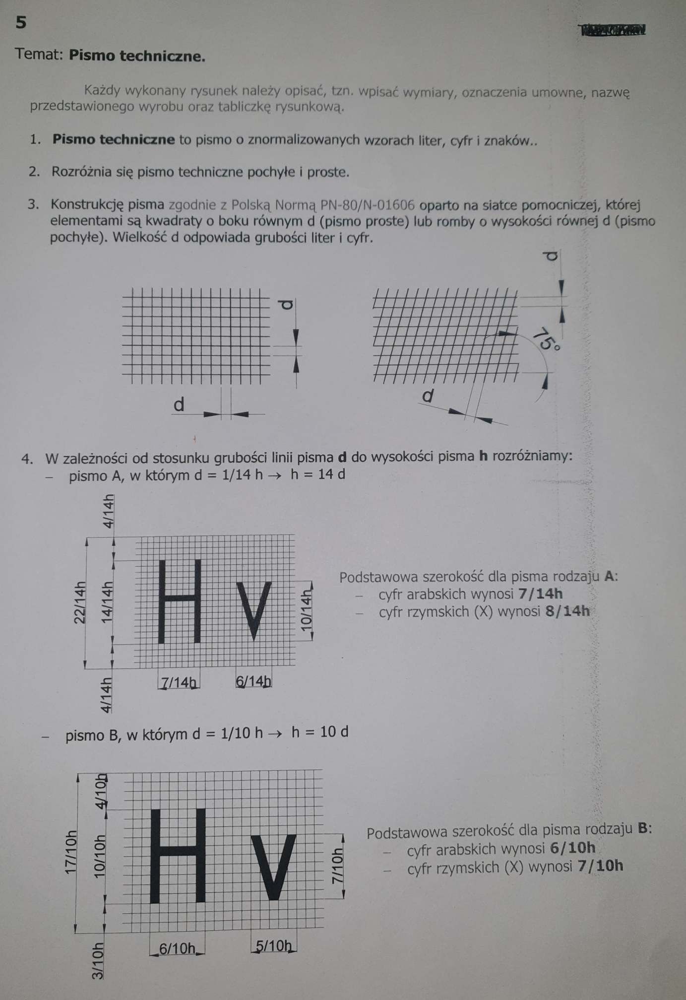 5
Temat: Pismo techniczne.
Każdy wykonany rysunek należy opisać, tzn. wpisać wymiary, oznaczenia umowne, nazwę
przedstawionego wyrobu oraz tabliczkę rysunkową.
1. Pismo techniczne to pismo o znormalizowanych wzorach liter, cyfr i znaków..
2. Rozróżnia się pismo techniczne pochyłe i proste.
3. Konstrukcję pisma zgodnie z Polską Normą PN-80/N-01606 oparto na siatce pomocniczej, której
elementami są kwadraty o boku równym d (pismo proste) lub romby o wysokości równej d (pismo
pochyłe). Wielkość d odpowiada grubości liter i cyfr.
d
d
d
75°
d
4. W zależności od stosunku grubości linii pisma d do wysokości pisma h rozróżniamy:
– pismo A, w którym d = 1/14 h → h = 14 d
4/14h
22/14h
14/14h
4/14h
H v
10/14h
7/14h
6/14h
Podstawowa szerokość dla pisma rodzaju A:
– cyfr arabskich wynosi 7/14h
– cyfr rzymskich (X) wynosi 8/14h
– pismo B, w którym d = 1/10 h → h = 10 d
4/10h
17/10h
10/10h
3/10h
H v
7/10h
6/10h
5/10h
Podstawowa szerokość dla pisma rodzaju B:
– cyfr arabskich wynosi 6/10h
– cyfr rzymskich (X) wynosi 7/10h